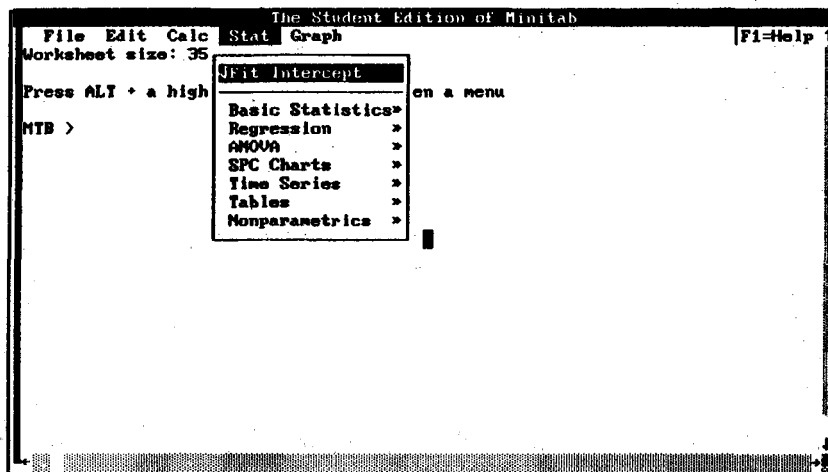 The Student Edition of Minitab
File Edit Calc Stat Graph F1=Help
Worksheet size: 35
√Fit Intercept
Press ALT + a high en a menu
Basic Statistics»
MTB > Regression »
ANOVA »
SPC Charts »
Time Series »
Tables »
Nonparametrics »